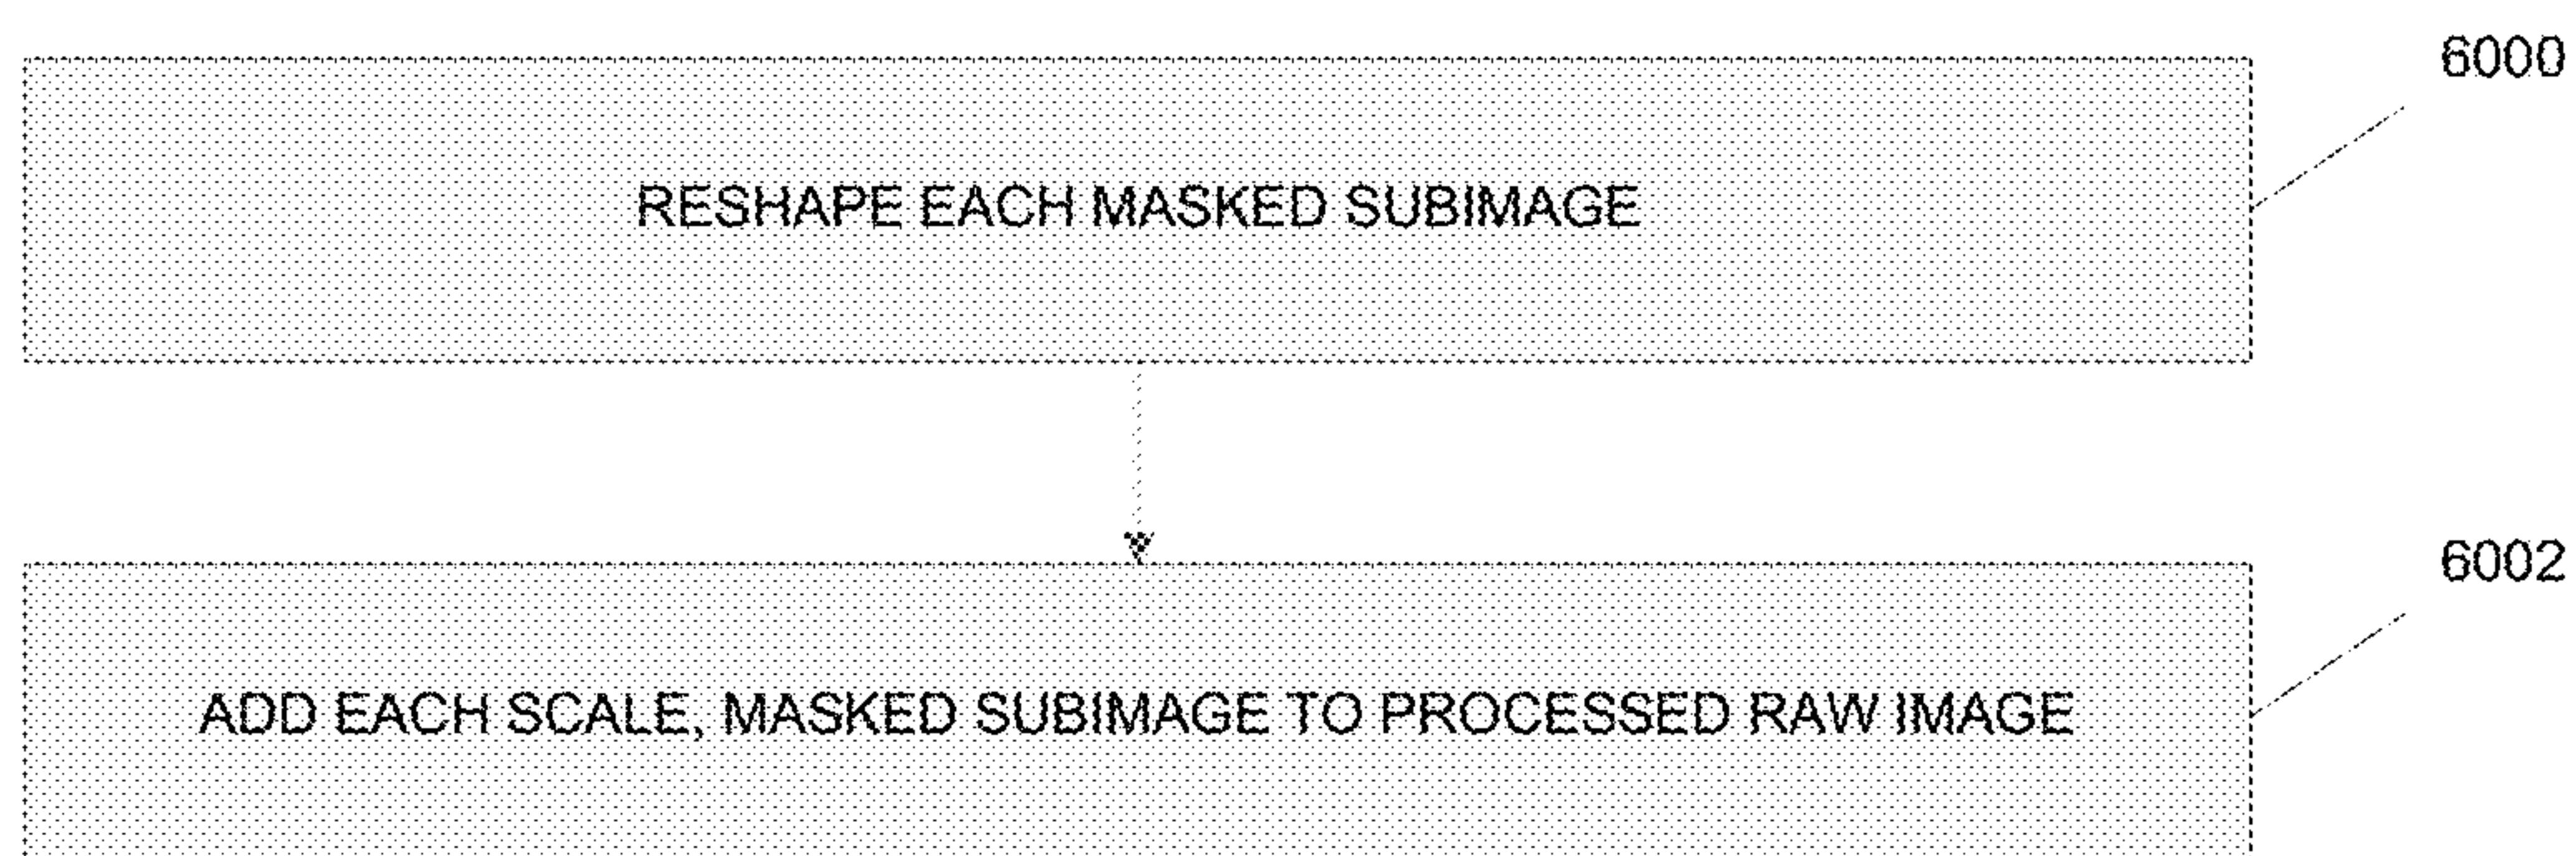 6000
RESHAPE EACH MASKED SUBIMAGE
6002
ADD EACH SCALE, MASKED SUBIMAGE TO PROCESSED RAW IMAGE